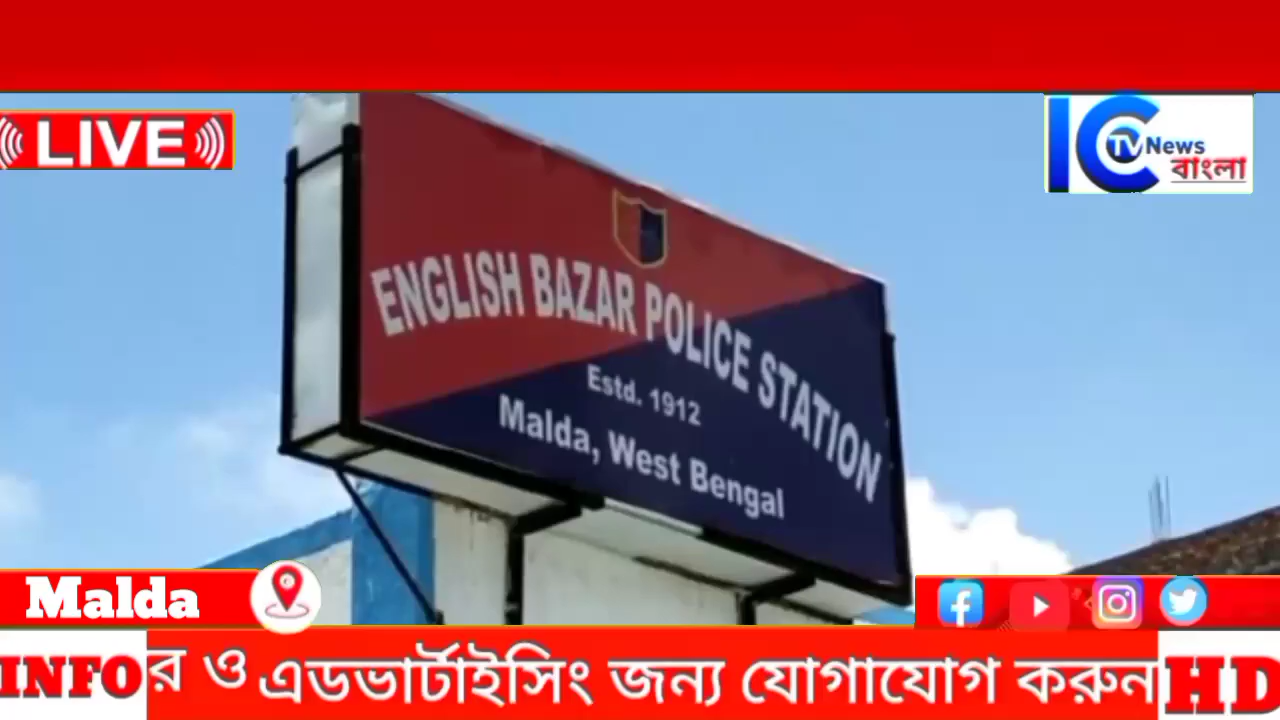 LIVE
IC TV News
বাংলা
ENGLISH BAZAR POLICE STATION
Estd. 1912
Malda, West Bengal
Malda
INFO
র ও এডভার্টাইসিং জন্য যোগাযোগ করুন
HD